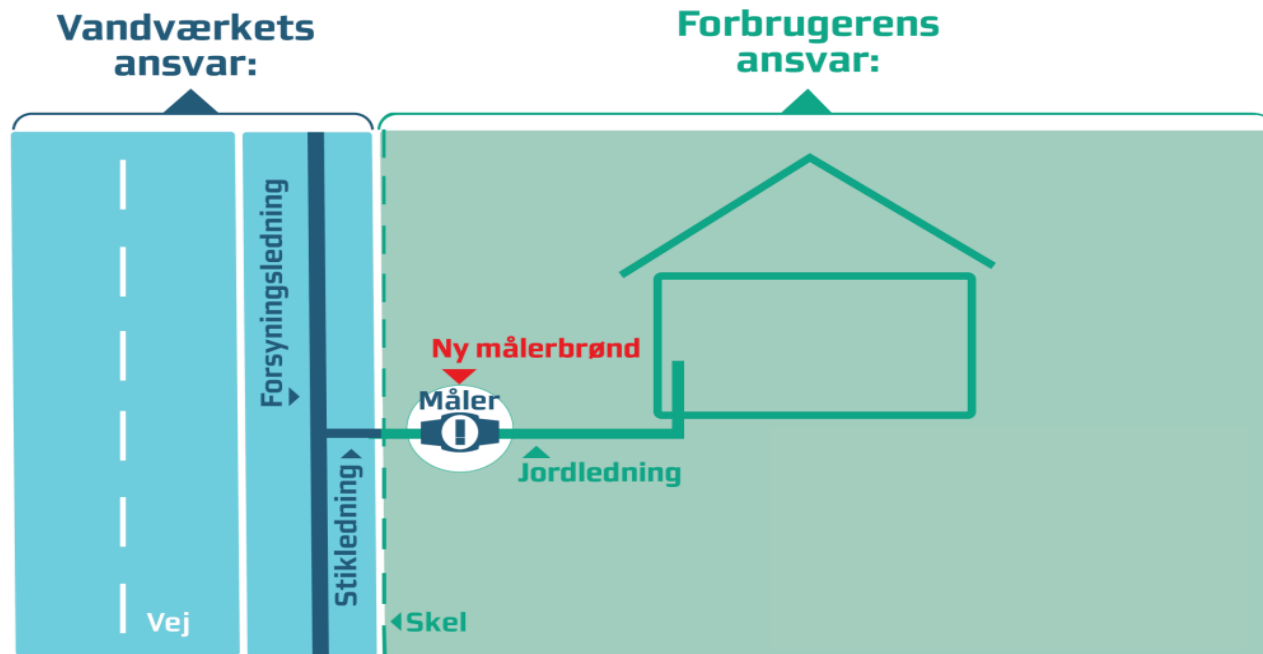 Vandværkets
ansvar:
Forbrugerens
ansvar:
Forsyningsledning
Ny målerbrønd
Måler
Jordledning
Stikledning
Vej
Skel